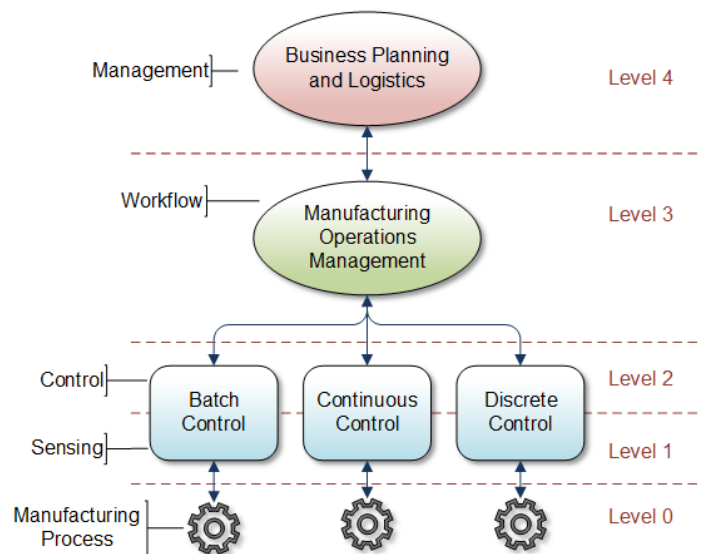 Business Planning
and Logistics
Management
Level 4
Workflow
Manufacturing
Operations
Management
Level 3
Control
Batch
Control
Continuous
Control
Discrete
Control
Level 2
Sensing
Level 1
Manufacturing
Process
Level 0